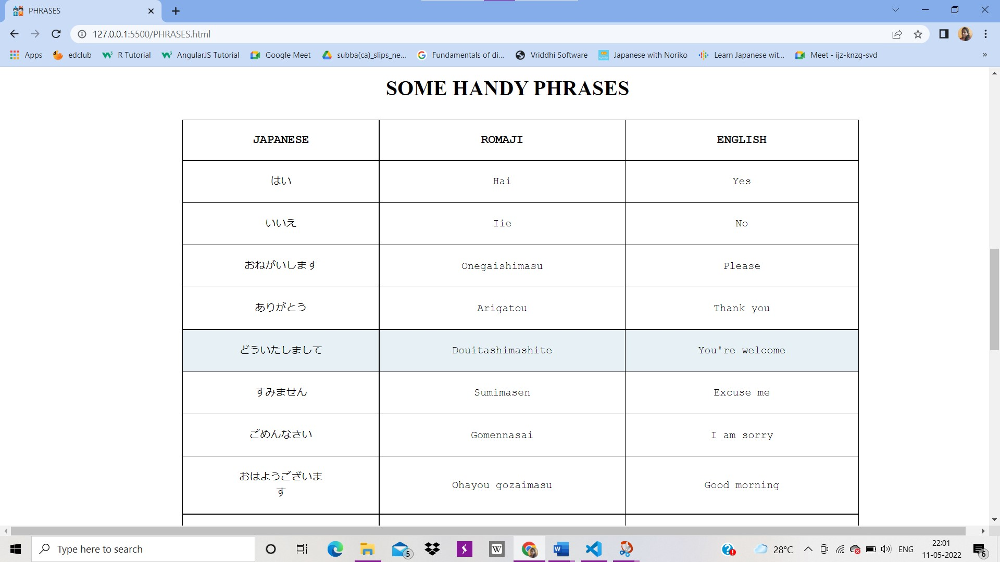 PHRASES
127.0.0.1:5500/PHRASES.html
Apps edclub R Tutorial AngularJS Tutorial Google Meet subba(ca)_slips_ne... Fundamentals of di... Vriddhi Software Japanese with Noriko Learn Japanese wit... Meet - ijz-knzg-svd »
SOME HANDY PHRASES
JAPANESE ROMAJI ENGLISH
はい Hai Yes
いいえ Iie No
おねがいします Onegaishimasu Please
ありがとう Arigatou Thank you
どういたしまして Douitashimashite You're welcome
すみません Sumimasen Excuse me
ごめんなさい Gomennasai I am sorry
おはようございま
す Ohayou gozaimasu Good morning
Type here to search 5 W W 28°C ENG 22:01
11-05-2022 6